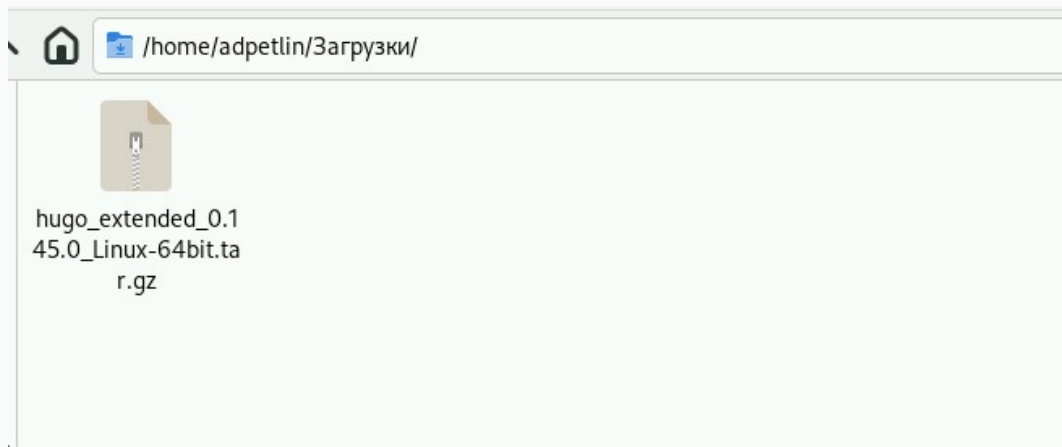 /home/adpetlin/Загрузки/
hugo_extended_0.1
45.0_Linux-64bit.ta
r.gz